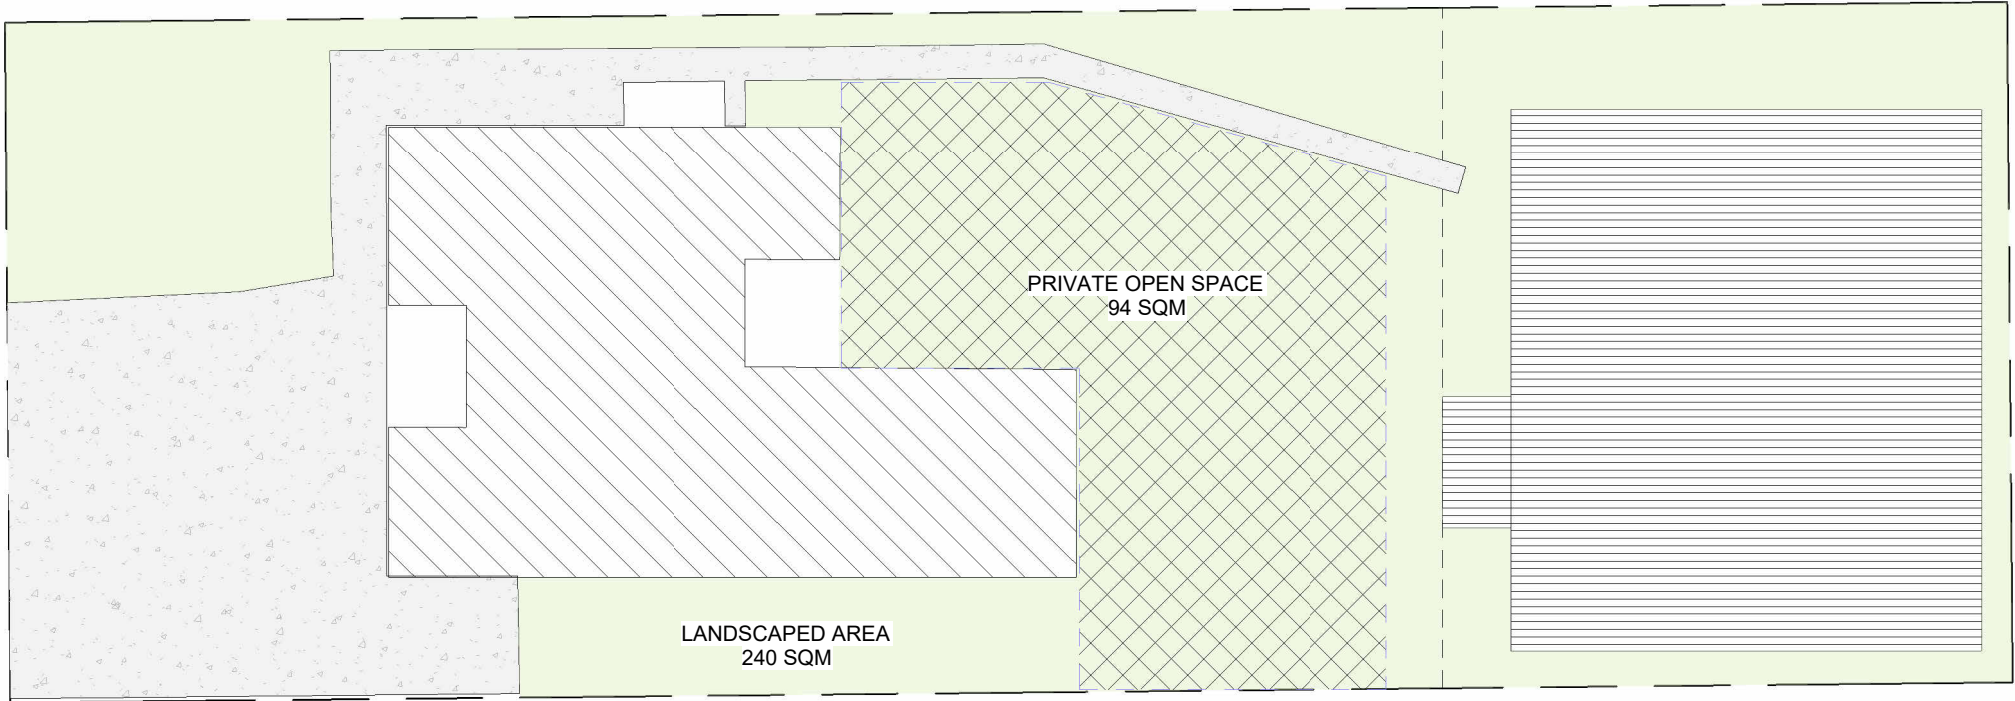 PRIVATE OPEN SPACE
94 SQM
LANDSCAPED AREA
240 SQM